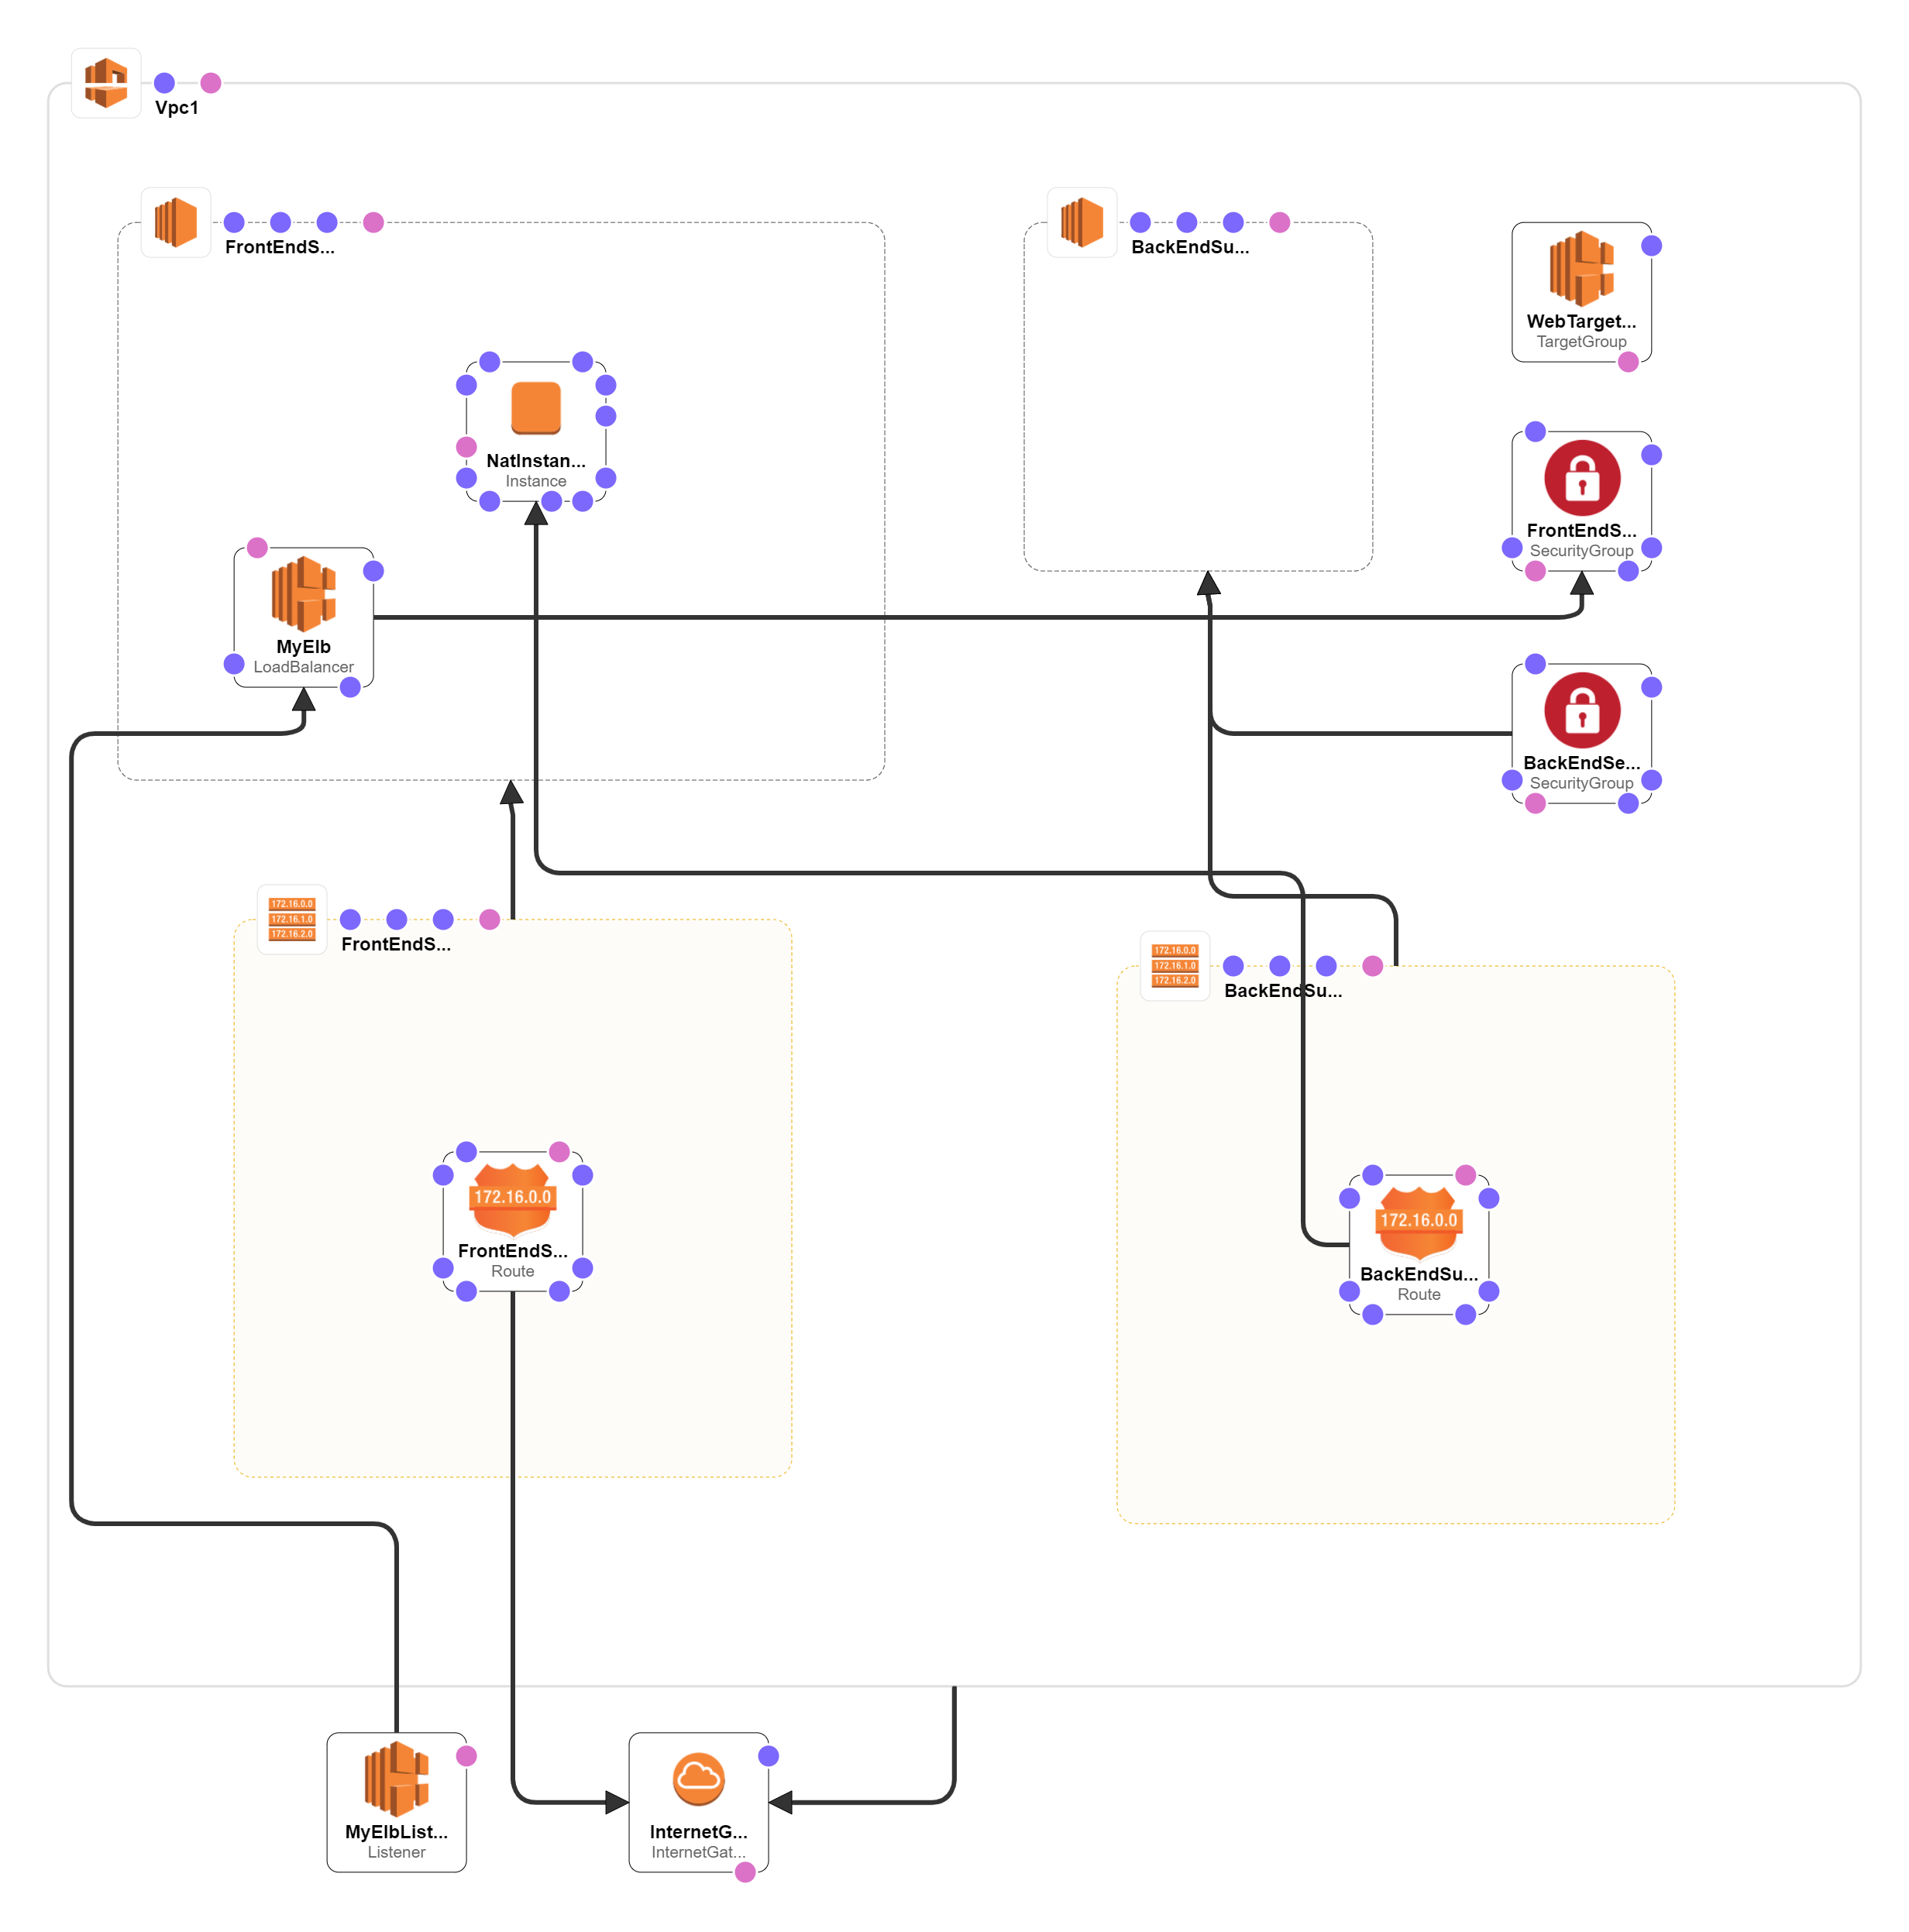 Vpc1
FrontEndS...
BackEndSu...
WebTarget...
TargetGroup
NatInstan...
Instance
FrontEndS...
SecurityGroup
MyElb
LoadBalancer
BackEndSe...
SecurityGroup
172.16.0.0
172.16.1.0
172.16.2.0
FrontEndS...
172.16.0.0
172.16.1.0
172.16.2.0
BackEndSu...
172.16.0.0
FrontEndS...
Route
172.16.0.0
BackEndSu...
Route
MyElbList...
Listener
InternetG...
InternetGat...